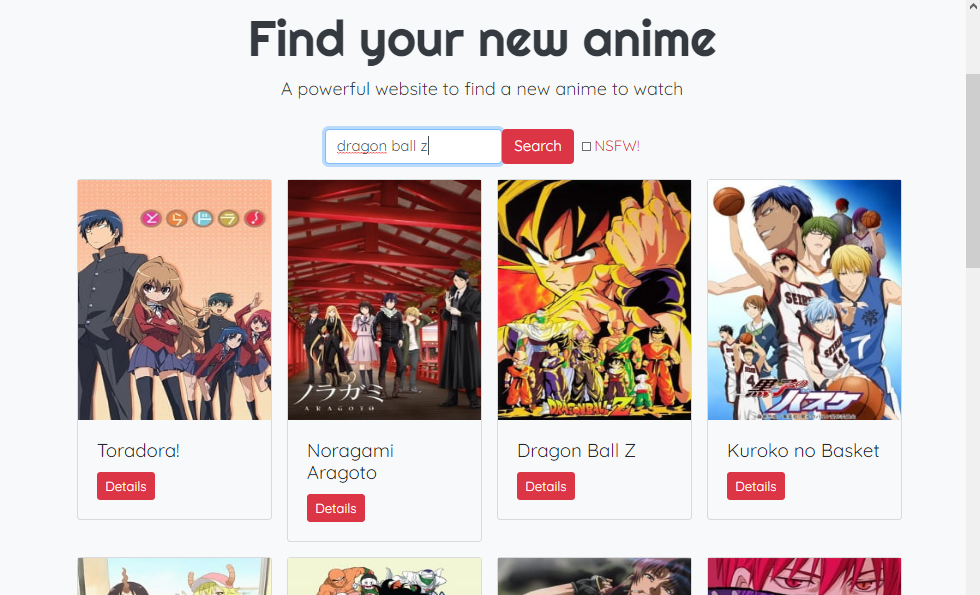 Find your new anime
A powerful website to find a new anime to watch
dragon ball z
Search
NSFW!
とらドラ!
ノラガミ
ARAGOTO
DRAGONBALL Z
SEIRIN
7
黒子の
バスケ
Toradora!
Noragami
Aragoto
Dragon Ball Z
Kuroko no Basket
Details
Details
Details
Details